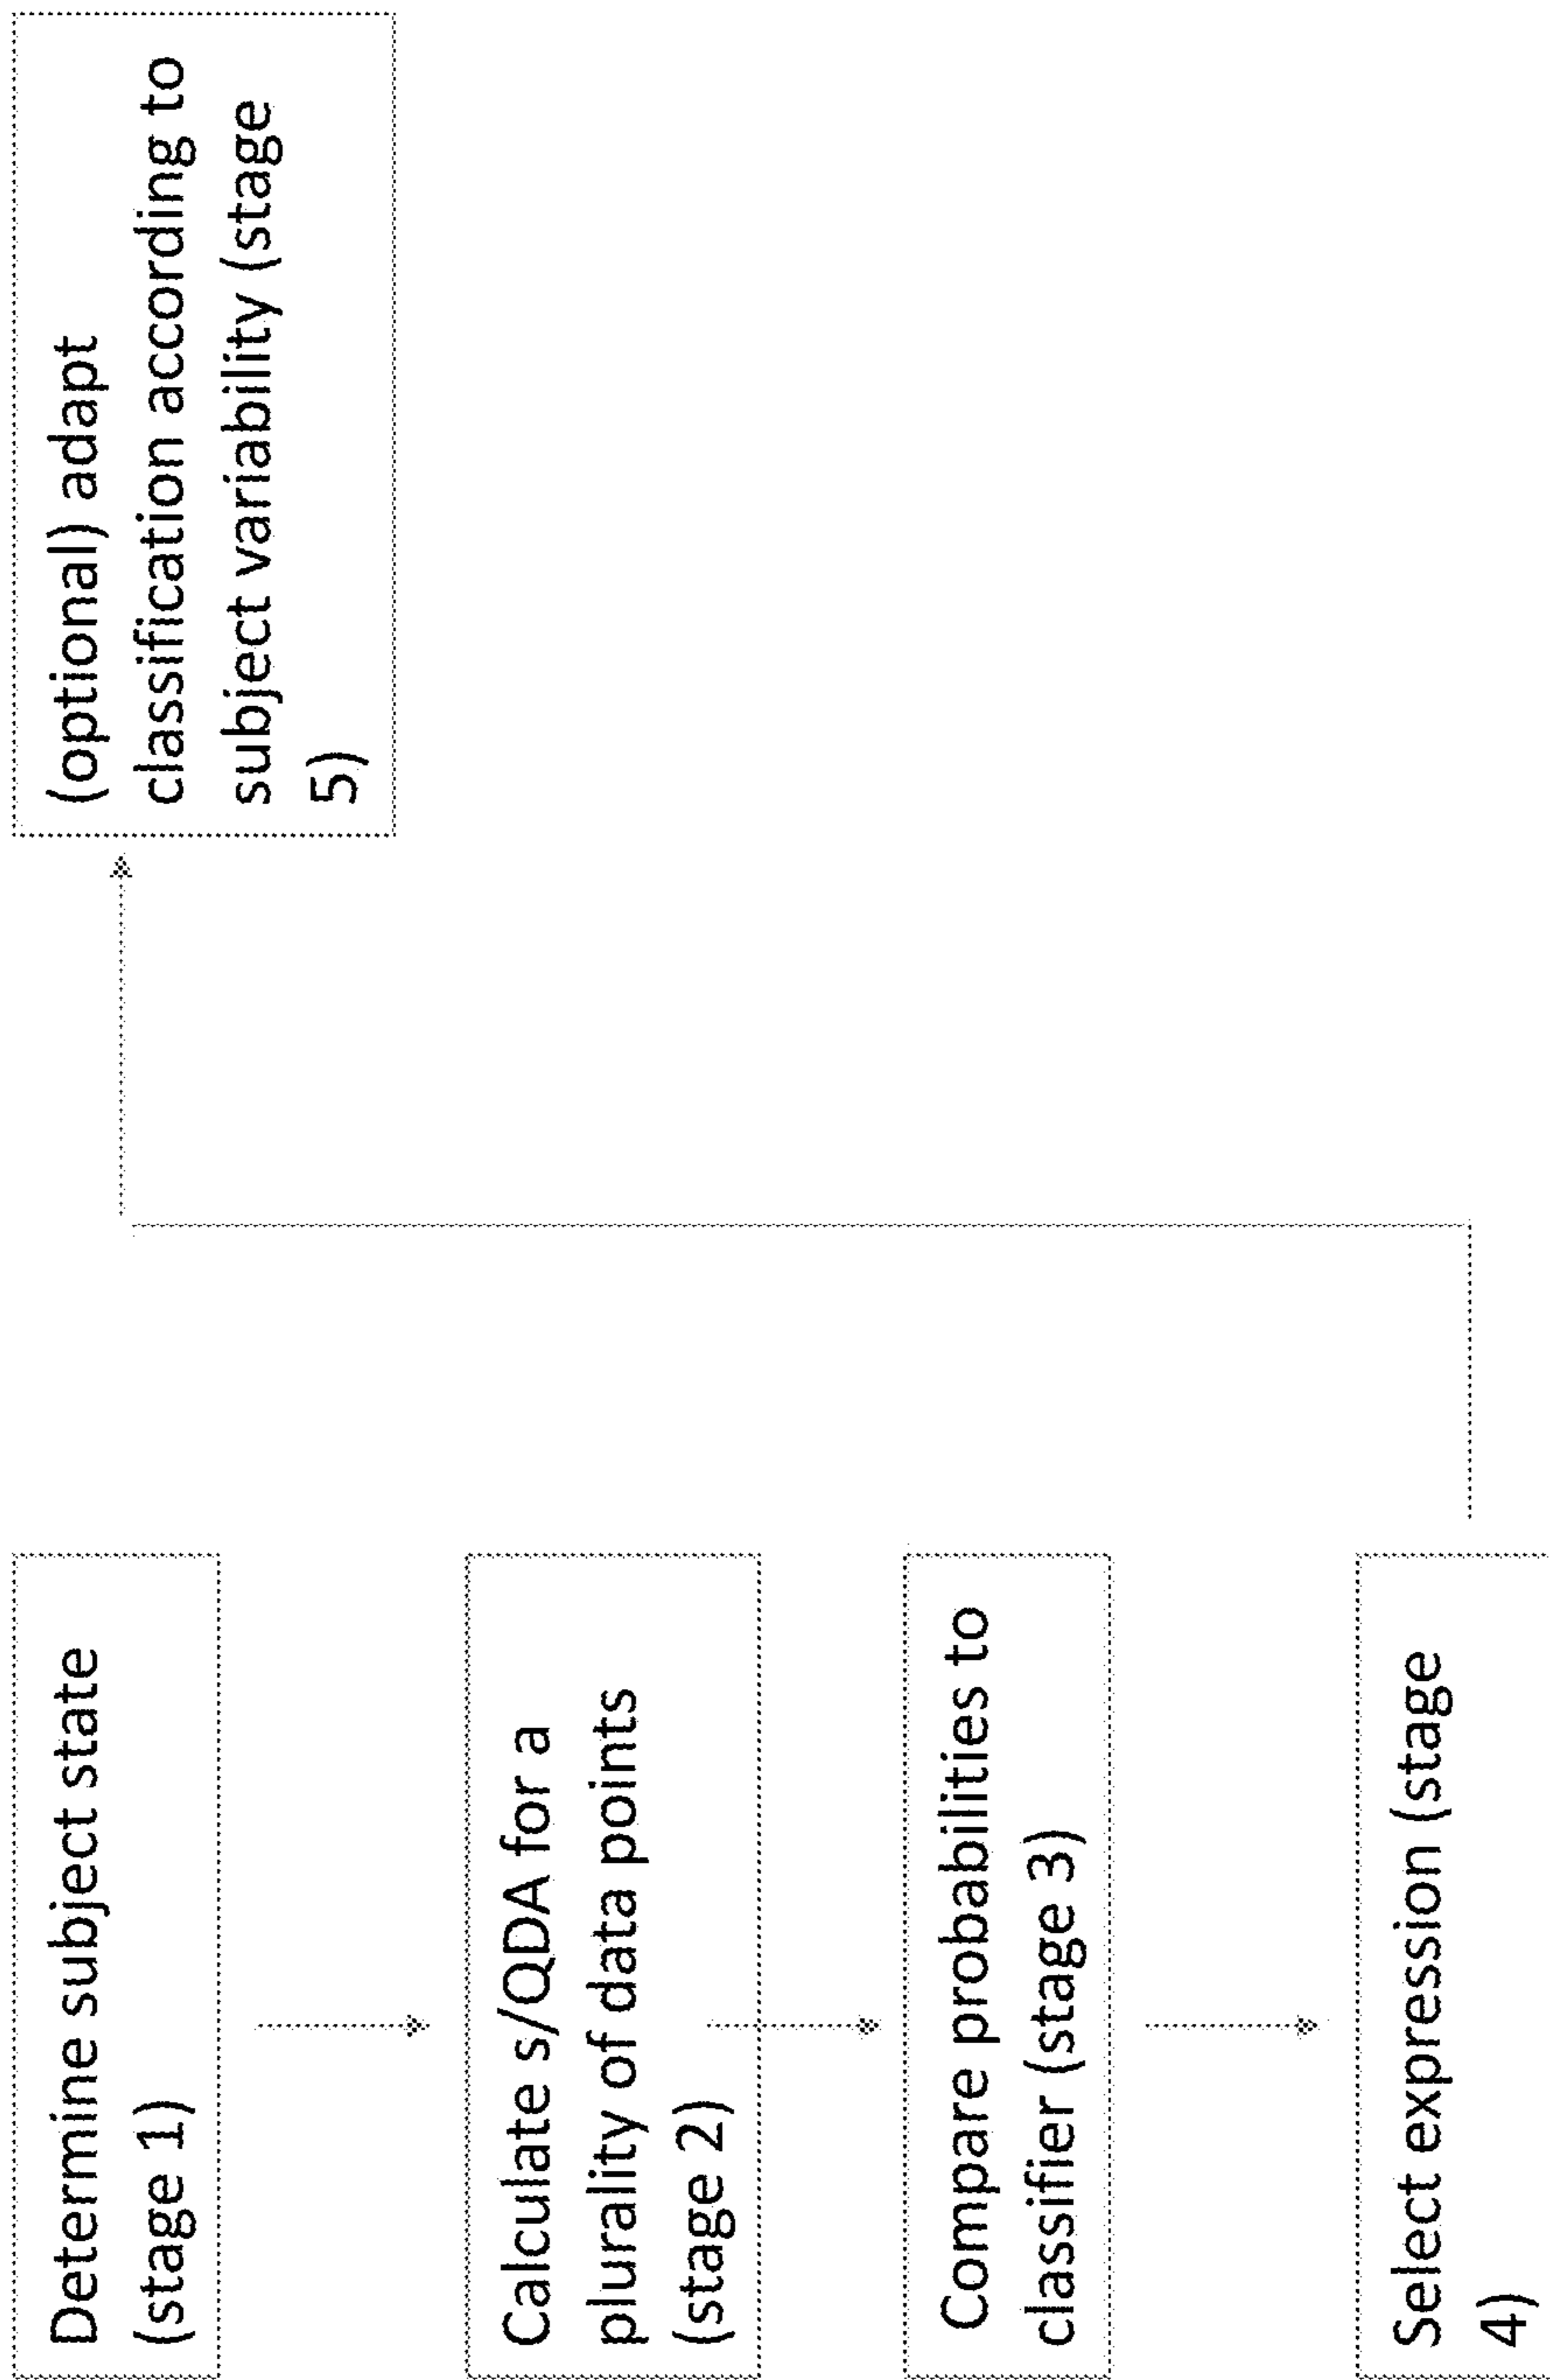 Determine subject state
(stage 1)
Calculate s/QDA for a
plurality of data points
(stage 2)
Compare probabilities to
classifier (stage 3)
Select expression (stage
4)
(optional) adapt
classification according to
subject variability (stage
5)